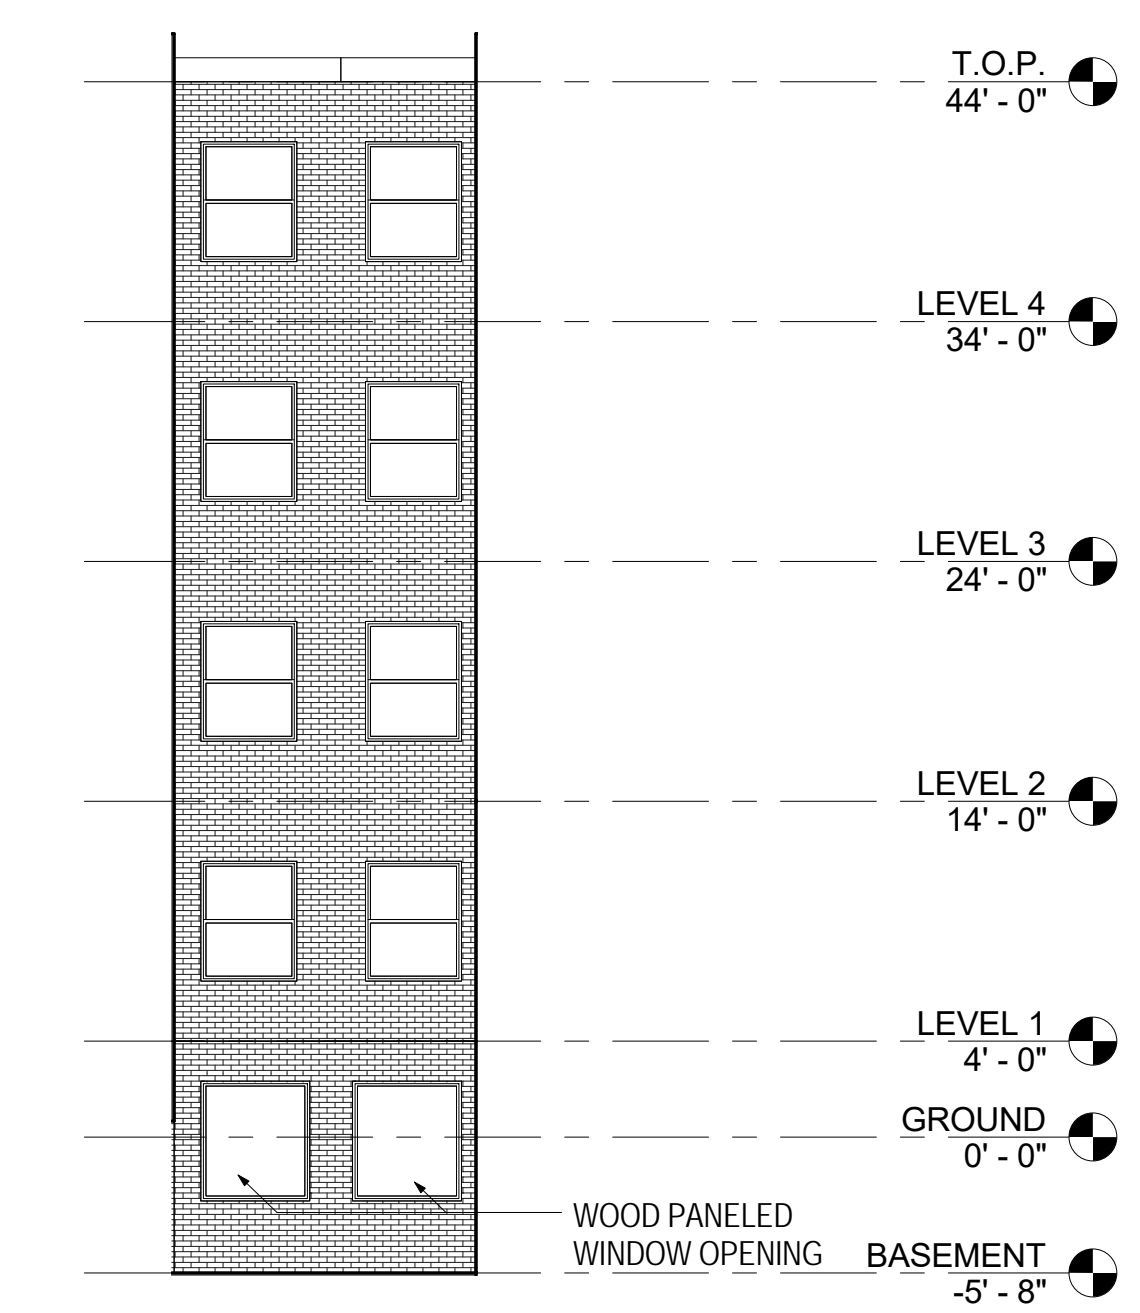 T.O.P.
44' - 0"
LEVEL 4
34' - 0"
LEVEL 3
24' - 0"
LEVEL 2
14' - 0"
LEVEL 1
4' - 0"
GROUND
0' - 0"
WOOD PANELED
WINDOW OPENING
BASEMENT
-5' - 8"